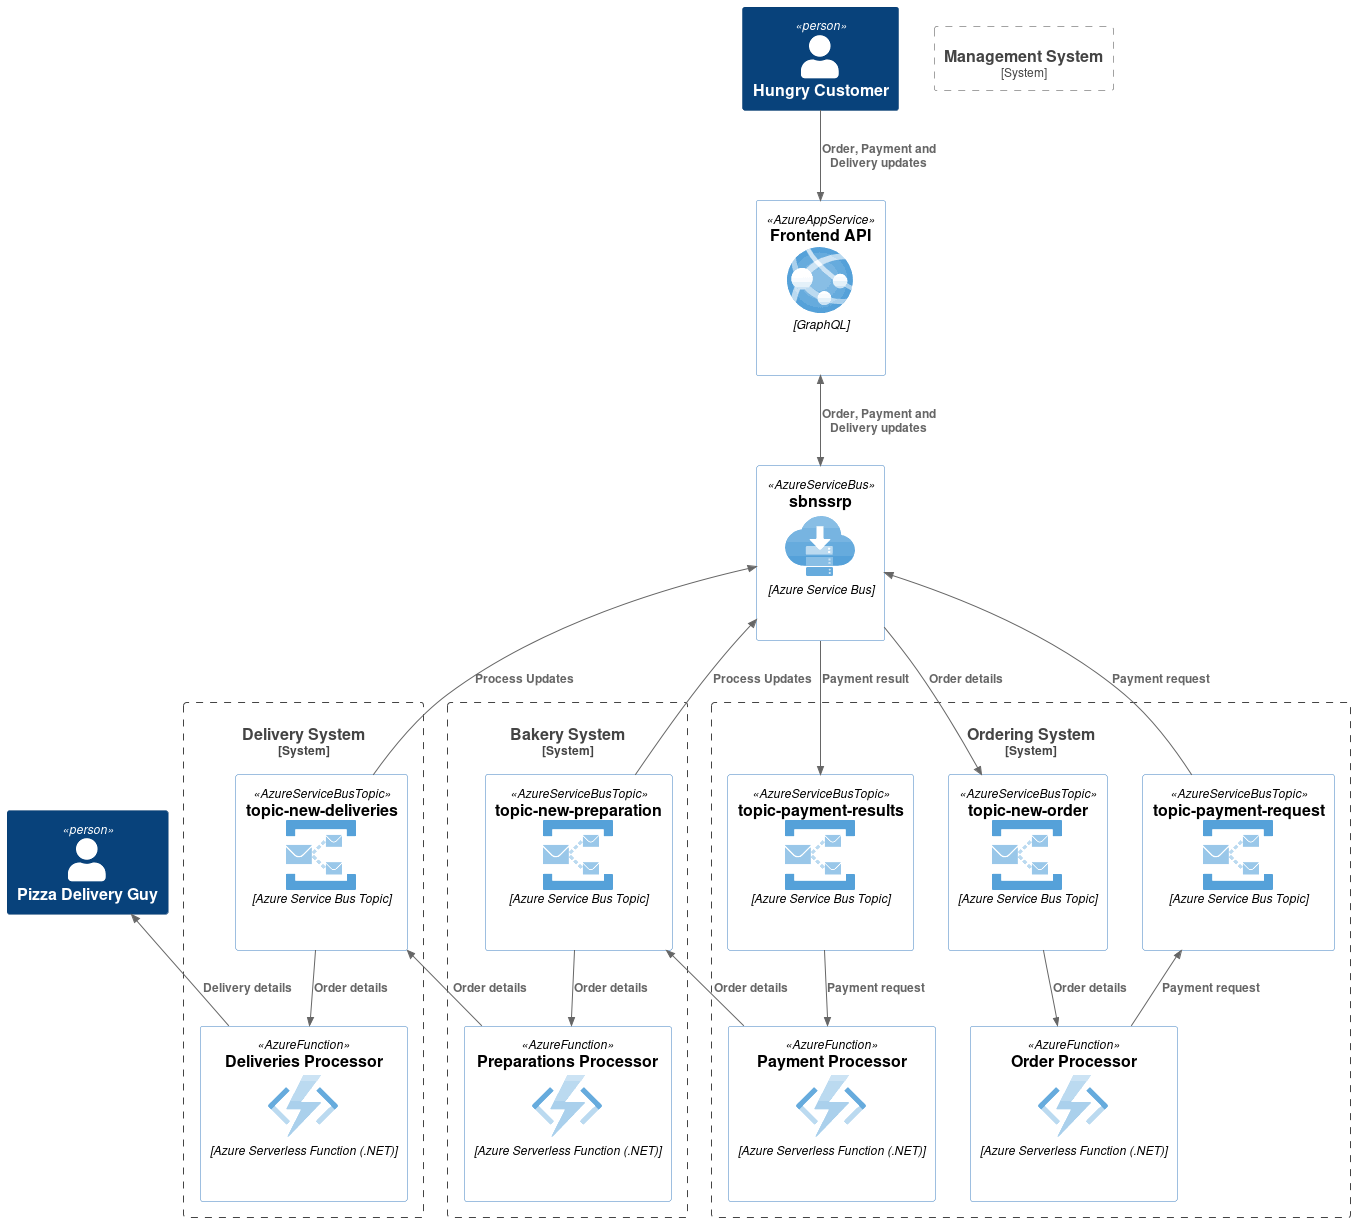 «person»
Hungry Customer
Management System
[System]
Order, Payment and
Delivery updates
«AzureAppService»
Frontend API
[GraphQL]
Order, Payment and
Delivery updates
«AzureServiceBus»
sbnssrp
[Azure Service Bus]
Process Updates
Process Updates
Payment result
Order details
Payment request
Delivery System
[System]
Bakery System
[System]
Ordering System
[System]
«person»
Pizza Delivery Guy
«AzureServiceBusTopic»
topic-new-deliveries
[Azure Service Bus Topic]
«AzureServiceBusTopic»
topic-new-preparation
[Azure Service Bus Topic]
«AzureServiceBusTopic»
topic-payment-results
[Azure Service Bus Topic]
«AzureServiceBusTopic»
topic-new-order
[Azure Service Bus Topic]
«AzureServiceBusTopic»
topic-payment-request
[Azure Service Bus Topic]
Delivery details
Order details
Order details
Order details
Order details
Payment request
Order details
Payment request
«AzureFunction»
Deliveries Processor
[Azure Serverless Function (.NET)]
«AzureFunction»
Preparations Processor
[Azure Serverless Function (.NET)]
«AzureFunction»
Payment Processor
[Azure Serverless Function (.NET)]
«AzureFunction»
Order Processor
[Azure Serverless Function (.NET)]